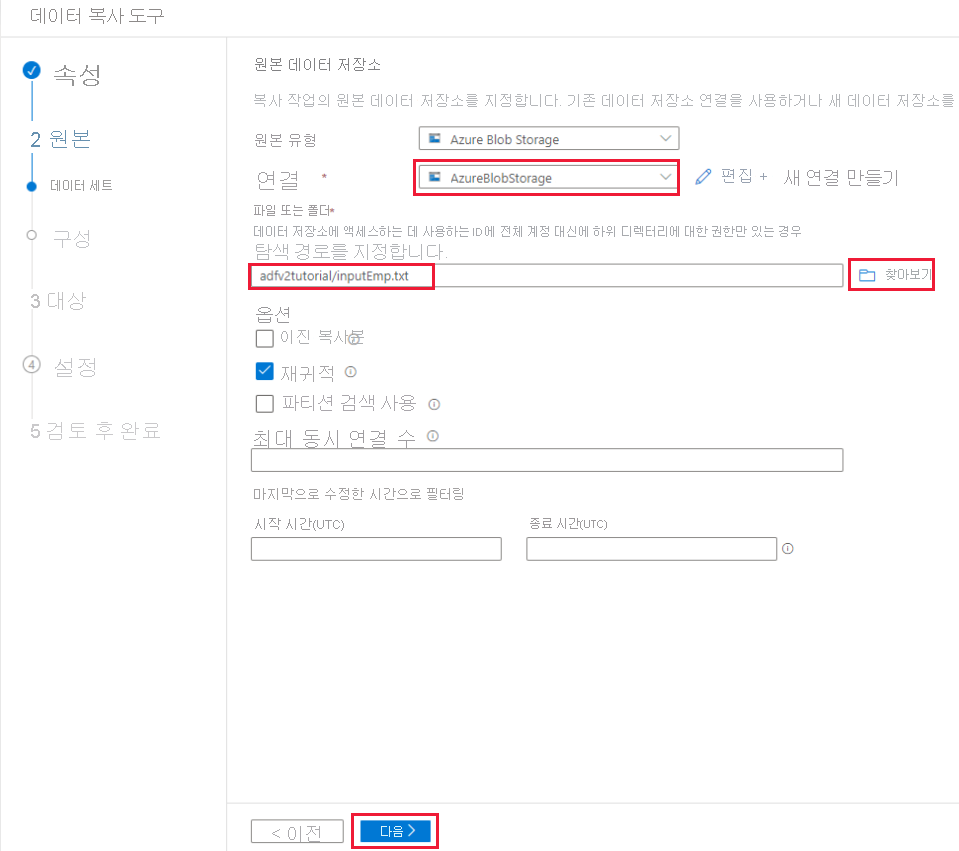 데이터 복사 도구
속성
2 원본
데이터 세트
구성
3 대상
4 설정
5 검토 후 완료
원본 데이터 저장소
복사 작업의 원본 데이터 저장소를 지정합니다. 기존 데이터 저장소 연결을 사용하거나 새 데이터 저장소를
원본 유형 Azure Blob Storage
연결 * AzureBlobStorage 편집 + 새 연결 만들기
파일 또는 폴더*
데이터 저장소에 액세스하는 데 사용하는 ID에 전체 계정 대신에 하위 디렉터리에 대한 권한만 있는 경우
탐색 경로를 지정합니다.
adfv2tutorial/inputEmp.txt 찾아보기
옵션
이진 복사본
재귀적
파티션 검색 사용
최대 동시 연결 수
마지막으로 수정한 시간으로 필터링
시작 시간(UTC) 종료 시간(UTC)
< 이전 다음 >